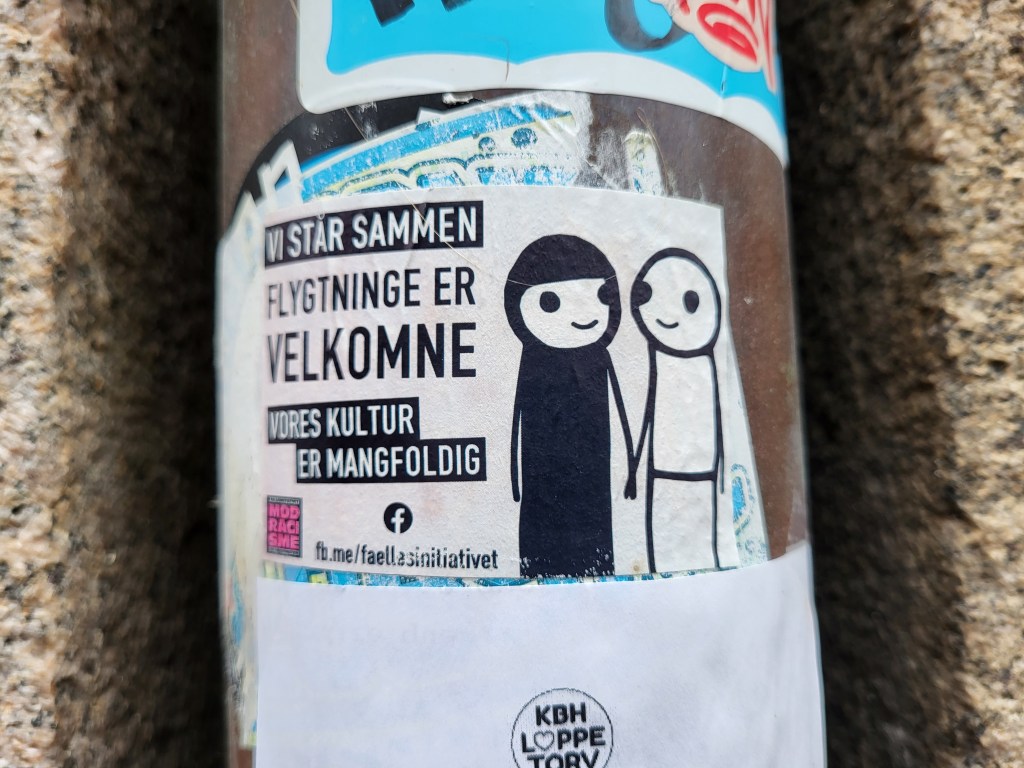 VI STÅR SAMMEN
FLYGTNINGE ER
VELKOMNE
VORES KULTUR
ER MANGFOLDIG
MOD
RACI
SME
fb.me/faellesinitiativet
KBH
LOPPE
TORV